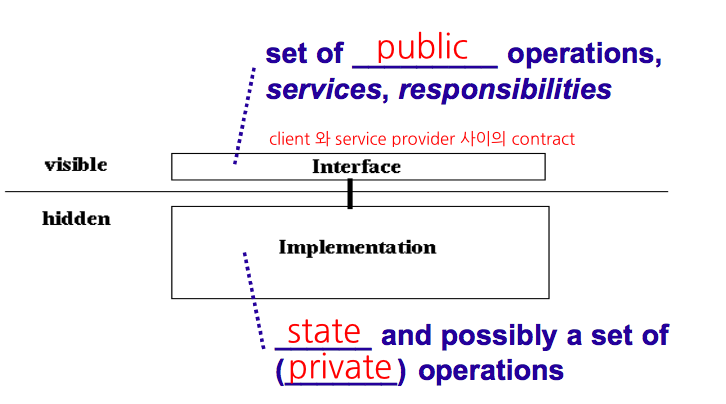 set of public operations,
services, responsibilities
client 와 service provider 사이의 contract
visible
Interface
hidden
Implementation
state and possibly a set of
(private) operations